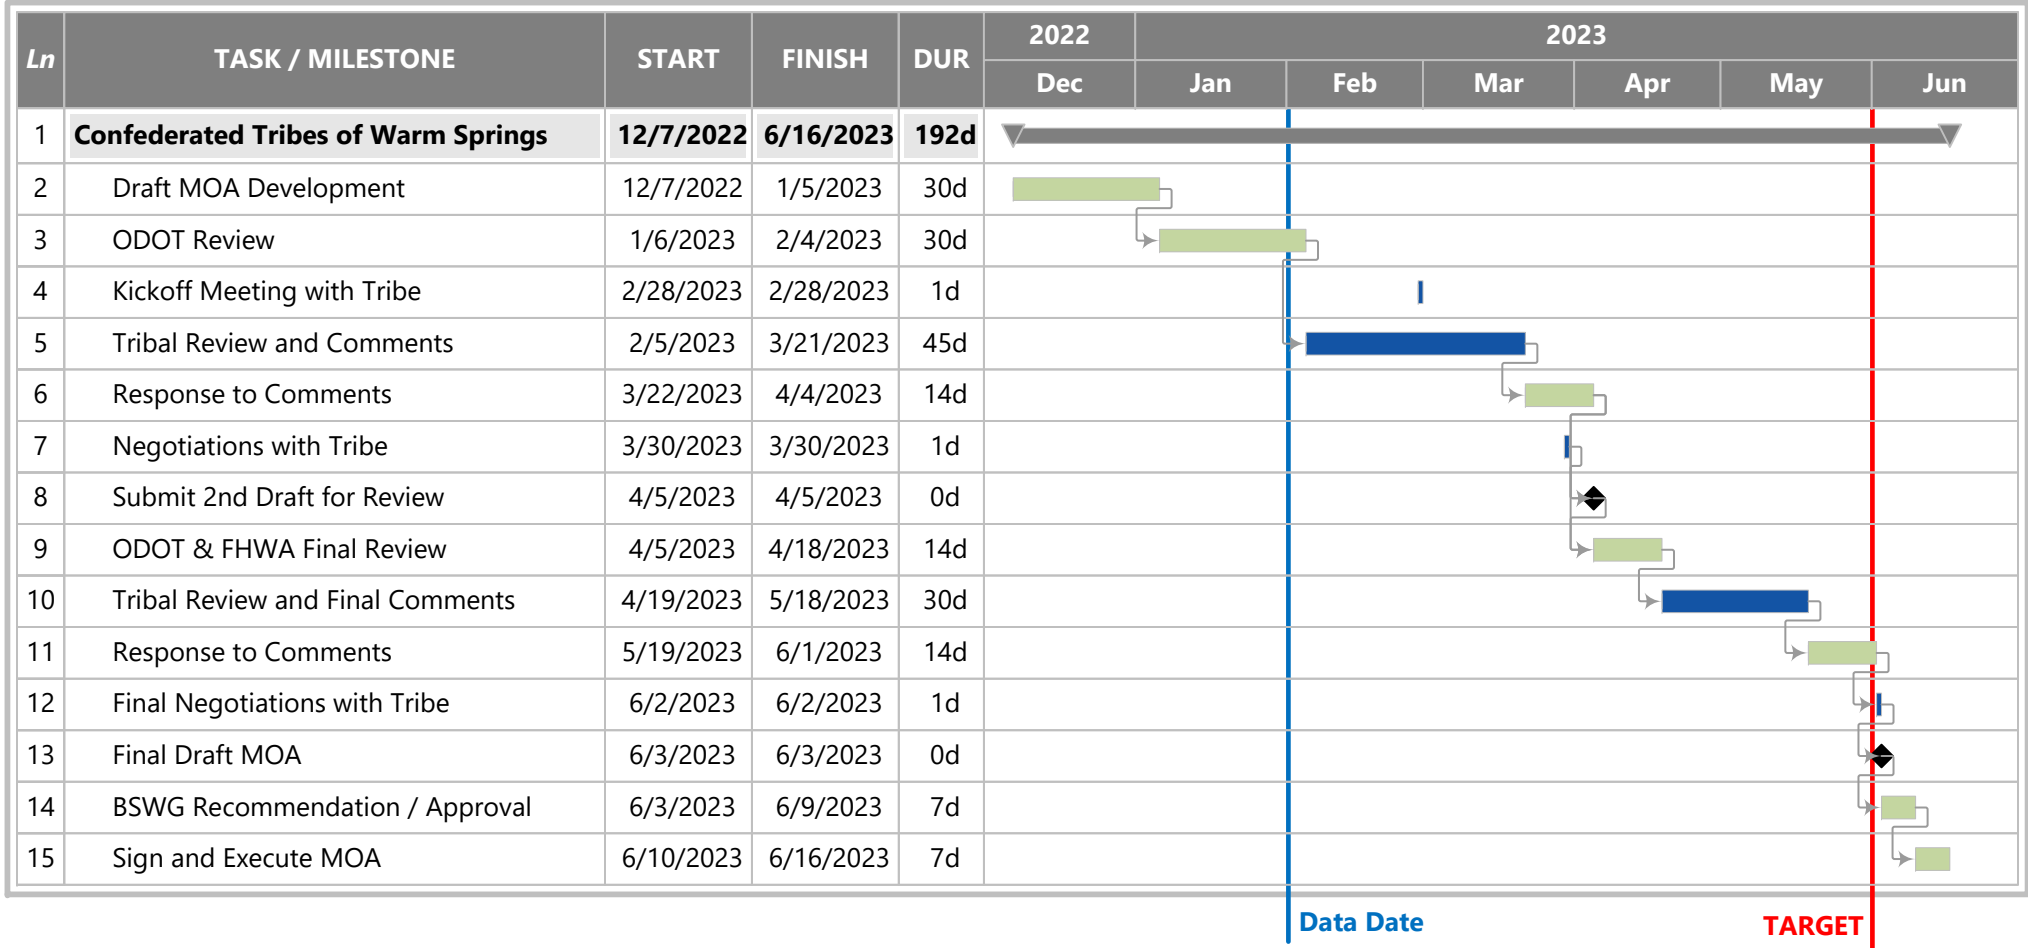 Ln TASK / MILESTONE START FINISH DUR 2022 2023
Dec Jan Feb Mar Apr May Jun
1 Confederated Tribes of Warm Springs 12/7/2022 6/16/2023 192d
2 Draft MOA Development 12/7/2022 1/5/2023 30d
3 ODOT Review 1/6/2023 2/4/2023 30d
4 Kickoff Meeting with Tribe 2/28/2023 2/28/2023 1d
5 Tribal Review and Comments 2/5/2023 3/21/2023 45d
6 Response to Comments 3/22/2023 4/4/2023 14d
7 Negotiations with Tribe 3/30/2023 3/30/2023 1d
8 Submit 2nd Draft for Review 4/5/2023 4/5/2023 0d
9 ODOT & FHWA Final Review 4/5/2023 4/18/2023 14d
10 Tribal Review and Final Comments 4/19/2023 5/18/2023 30d
11 Response to Comments 5/19/2023 6/1/2023 14d
12 Final Negotiations with Tribe 6/2/2023 6/2/2023 1d
13 Final Draft MOA 6/3/2023 6/3/2023 0d
14 BSWG Recommendation / Approval 6/3/2023 6/9/2023 7d
15 Sign and Execute MOA 6/10/2023 6/16/2023 7d
Data Date TARGET